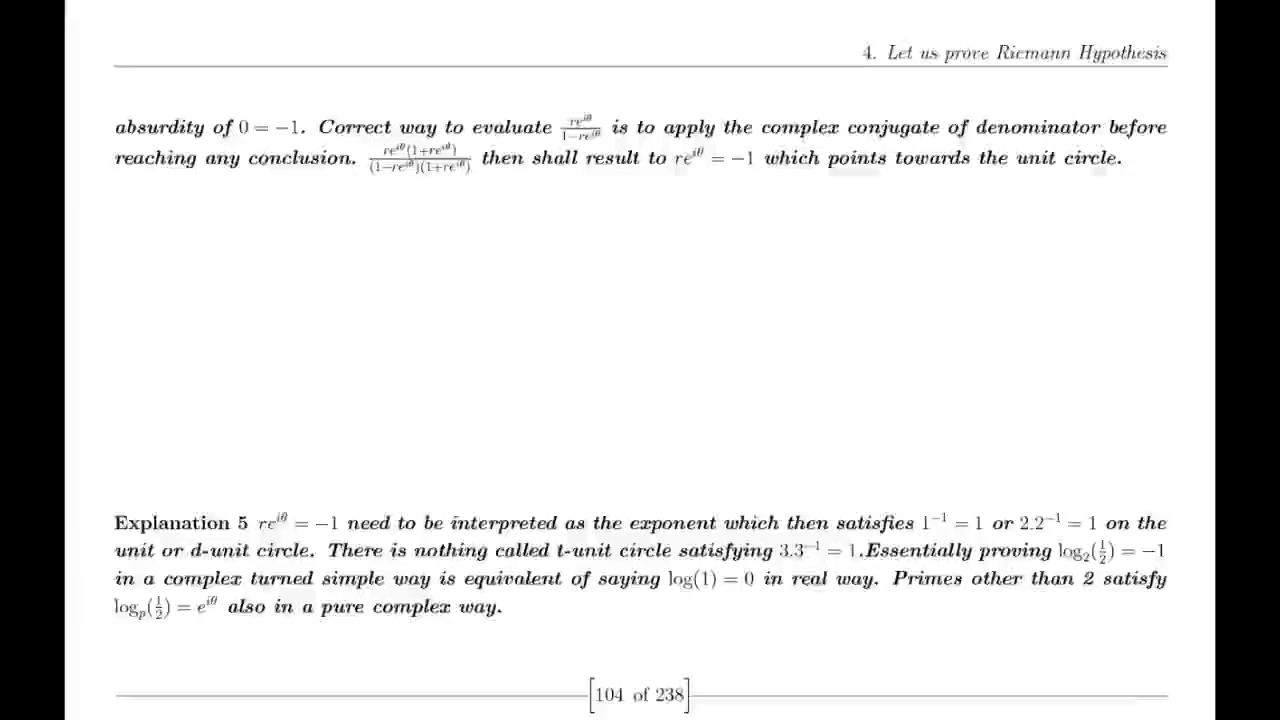 4. Let us prove Riemann Hypothesis
absurdity of 0 = −1. Correct way to evaluate re^{iθ}/(1−re^{iθ}) is to apply the complex conjugate of denominator before
reaching any conclusion. re^{iθ}(1+re^{iθ})/((1−re^{iθ})(1+re^{iθ})) then shall result to re^{iθ} = −1 which points towards the unit circle.
Explanation 5 re^{iθ} = −1 need to be interpreted as the exponent which then satisfies 1^{−1} = 1 or 2.2^{−1} = 1 on the
unit or d-unit circle. There is nothing called t-unit circle satisfying 3.3^{−1} = 1.Essentially proving log₂(1/2) = −1
in a complex turned simple way is equivalent of saying log(1) = 0 in real way. Primes other than 2 satisfy
log_p(1/2) = e^{iθ} also in a pure complex way.
[104 of 238]